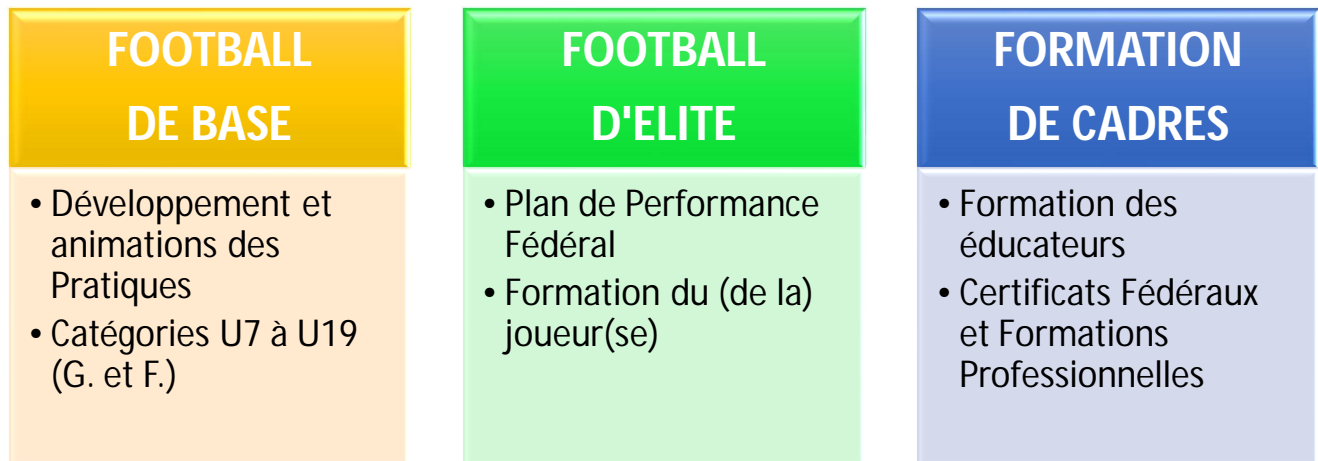 FOOTBALL
DE BASE
• Développement et
animations des
Pratiques
• Catégories U7 à U19
(G. et F.)
FOOTBALL
D'ELITE
• Plan de Performance
Fédéral
• Formation du (de la)
joueur(se)
FORMATION
DE CADRES
• Formation des
éducateurs
• Certificats Fédéraux
et Formations
Professionnelles